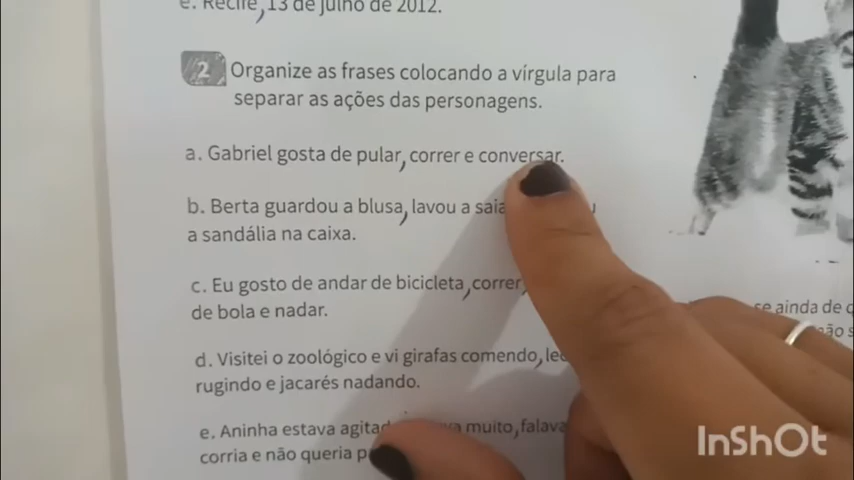 e. Recife, 13 de julho de 2012.
2 Organize as frases colocando a vírgula para
separar as ações das personagens.
a. Gabriel gosta de pular, correr e conversar.
b. Berta guardou a blusa, lavou a saia
a sandália na caixa.
c. Eu gosto de andar de bicicleta, correr,
de bola e nadar.
d. Visitei o zoológico e vi girafas comendo,
rugindo e jacarés nadando.
e. Aninha estava muito, falava
corria e não queria
se ainda de
InShOt